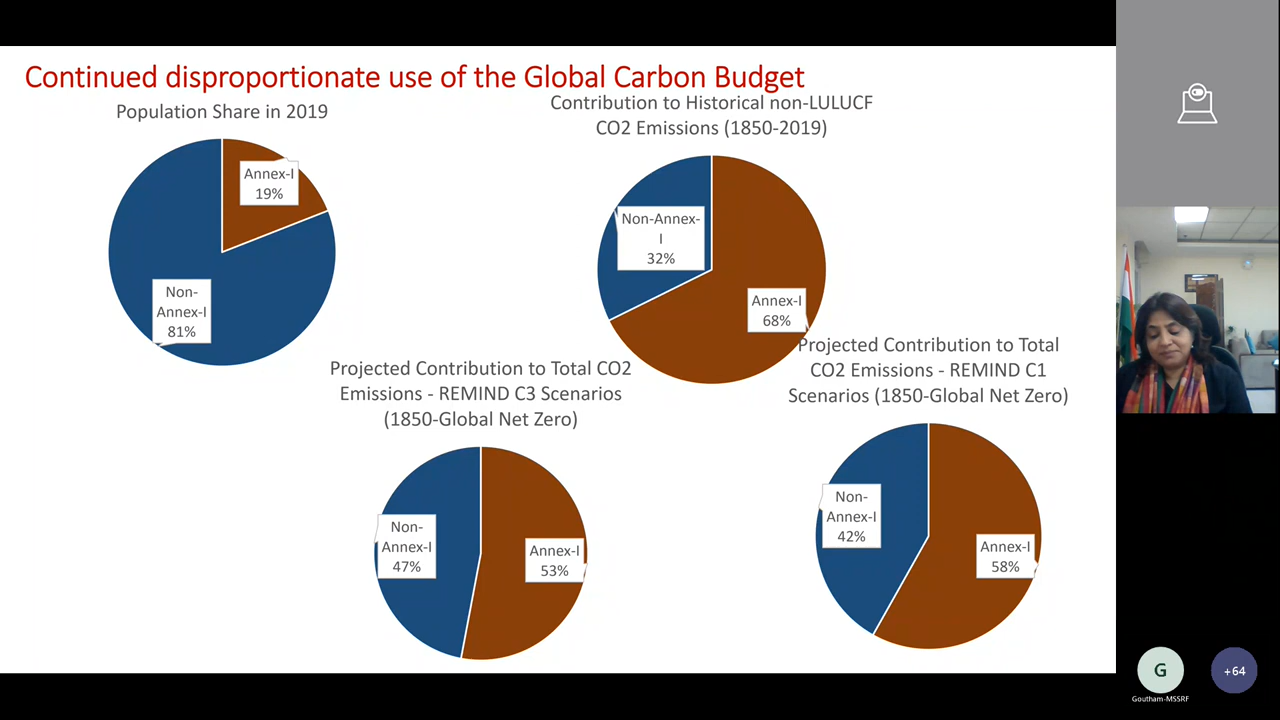 Continued disproportionate use of the Global Carbon Budget
Population Share in 2019
Annex-I
19%
Non-
Annex-I
81%
Contribution to Historical non-LULUCF
CO2 Emissions (1850-2019)
Non-Annex-
I
32%
Annex-I
68%
Projected Contribution to Total CO2
Emissions - REMIND C3 Scenarios
(1850-Global Net Zero)
Non-
Annex-I
47%
Annex-I
53%
Projected Contribution to Total
CO2 Emissions - REMIND C1
Scenarios (1850-Global Net Zero)
Non-
Annex-I
42%
Annex-I
58%
G
Goutham-MSSRF
+64